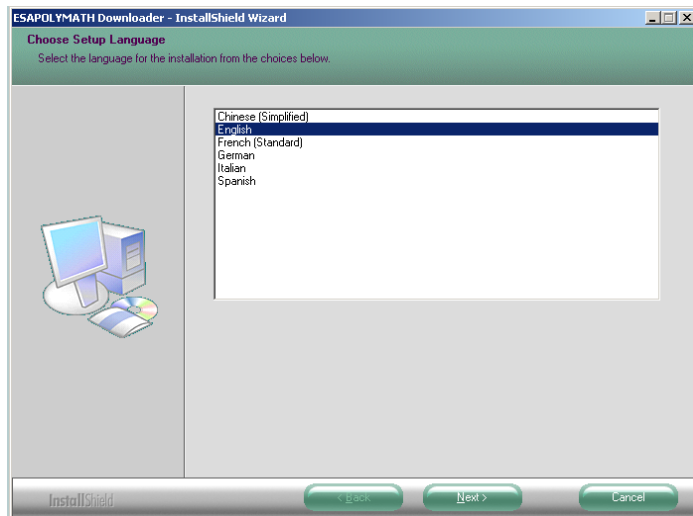 ESAPOLYMATH Downloader - InstallShield Wizard
Choose Setup Language
Select the language for the installation from the choices below.
Chinese (Simplified)
English
French (Standard)
German
Italian
Spanish
InstallShield
< Back
Next >
Cancel